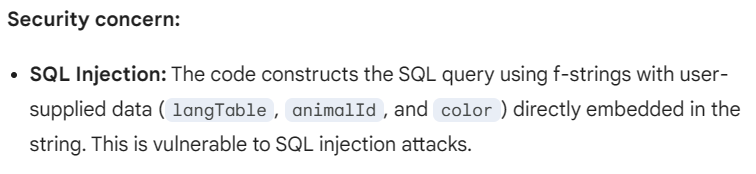 Security concern:
• SQL Injection: The code constructs the SQL query using f-strings with user-
supplied data ( langTable , animalId , and color ) directly embedded in the
string. This is vulnerable to SQL injection attacks.